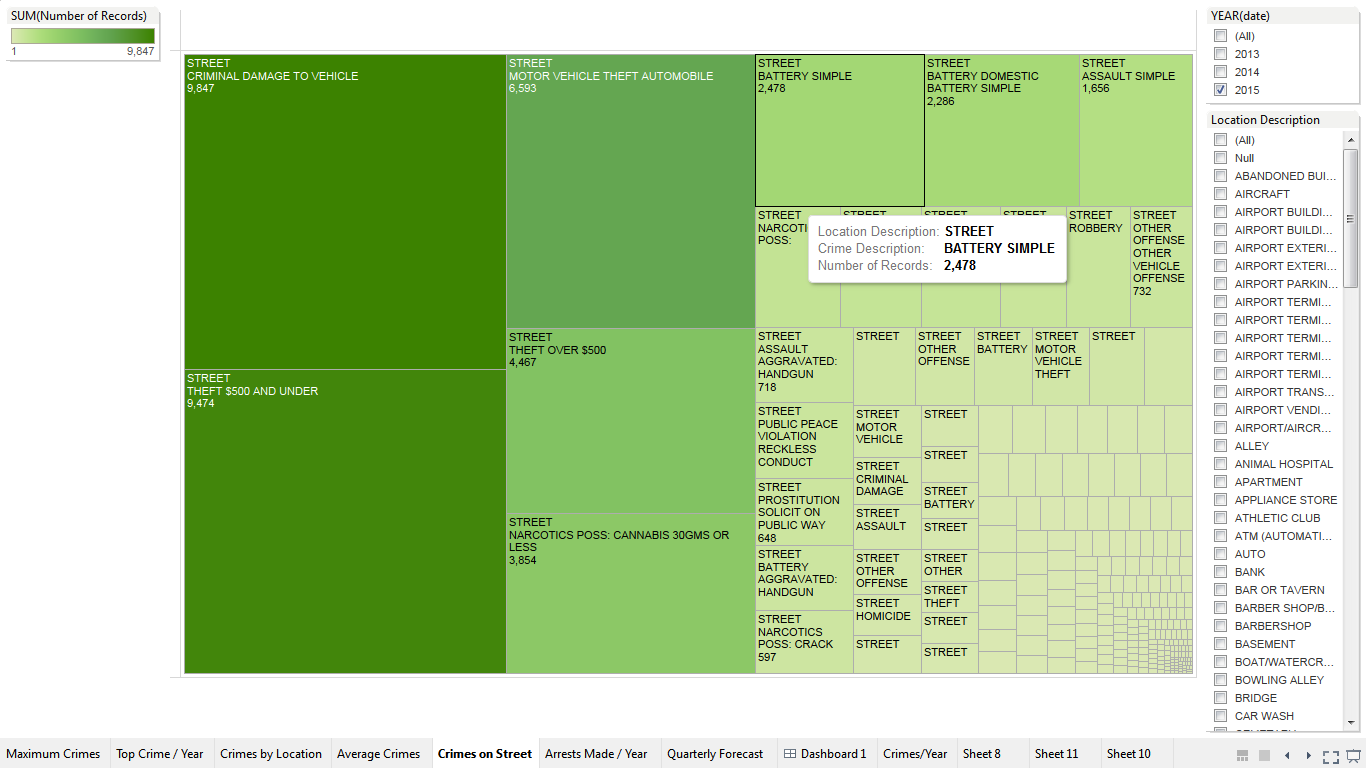 SUM(Number of Records)
1 9,847
STREET
CRIMINAL DAMAGE TO VEHICLE
9,847
STREET
THEFT $500 AND UNDER
9,474
STREET
MOTOR VEHICLE THEFT AUTOMOBILE
6,593
STREET
THEFT OVER $500
4,467
STREET
NARCOTICS POSS: CANNABIS 30GMS OR
LESS
3,854
STREET
BATTERY SIMPLE
2,478
STREET
BATTERY DOMESTIC
BATTERY SIMPLE
2,286
STREET
ASSAULT SIMPLE
1,656
STREET
POSS:
STREET
STREET
STREET
STREET
ROBBERY
STREET
OTHER
OFFENSE
OTHER
VEHICLE
OFFENSE
732
Location Description: STREET
Crime Description: BATTERY SIMPLE
Number of Records: 2,478
STREET
ASSAULT
AGGRAVATED:
HANDGUN
718
STREET
PUBLIC PEACE
VIOLATION
RECKLESS
CONDUCT
STREET
PROSTITUTION
SOLICIT ON
PUBLIC WAY
648
STREET
BATTERY
AGGRAVATED:
HANDGUN
STREET
NARCOTICS
POSS: CRACK
597
STREET
STREET
OTHER
OFFENSE
STREET
BATTERY
STREET
MOTOR
VEHICLE
THEFT
STREET
STREET
MOTOR
VEHICLE
STREET
CRIMINAL
DAMAGE
STREET
ASSAULT
STREET
OTHER
OFFENSE
STREET
HOMICIDE
STREET
STREET
STREET
STREET
BATTERY
STREET
STREET
OTHER
STREET
THEFT
STREET
STREET
YEAR(date)
(All)
2013
2014
2015
Location Description
(All)
Null
ABANDONED BUI...
AIRCRAFT
AIRPORT BUILDI...
AIRPORT BUILDI...
AIRPORT EXTERI...
AIRPORT EXTERI...
AIRPORT PARKIN...
AIRPORT TERMI...
AIRPORT TERMI...
AIRPORT TERMI...
AIRPORT TERMI...
AIRPORT TERMI...
AIRPORT TRANS...
AIRPORT VENDI...
AIRPORT/AIRCR...
ALLEY
ANIMAL HOSPITAL
APARTMENT
APPLIANCE STORE
ATHLETIC CLUB
ATM (AUTOMATI...
AUTO
BANK
BAR OR TAVERN
BARBER SHOP/B...
BARBERSHOP
BASEMENT
BOAT/WATERCR...
BOWLING ALLEY
BRIDGE
CAR WASH
Maximum Crimes Top Crime / Year Crimes by Location Average Crimes Crimes on Street Arrests Made / Year Quarterly Forecast Dashboard 1 Crimes/Year Sheet 8 Sheet 11 Sheet 10